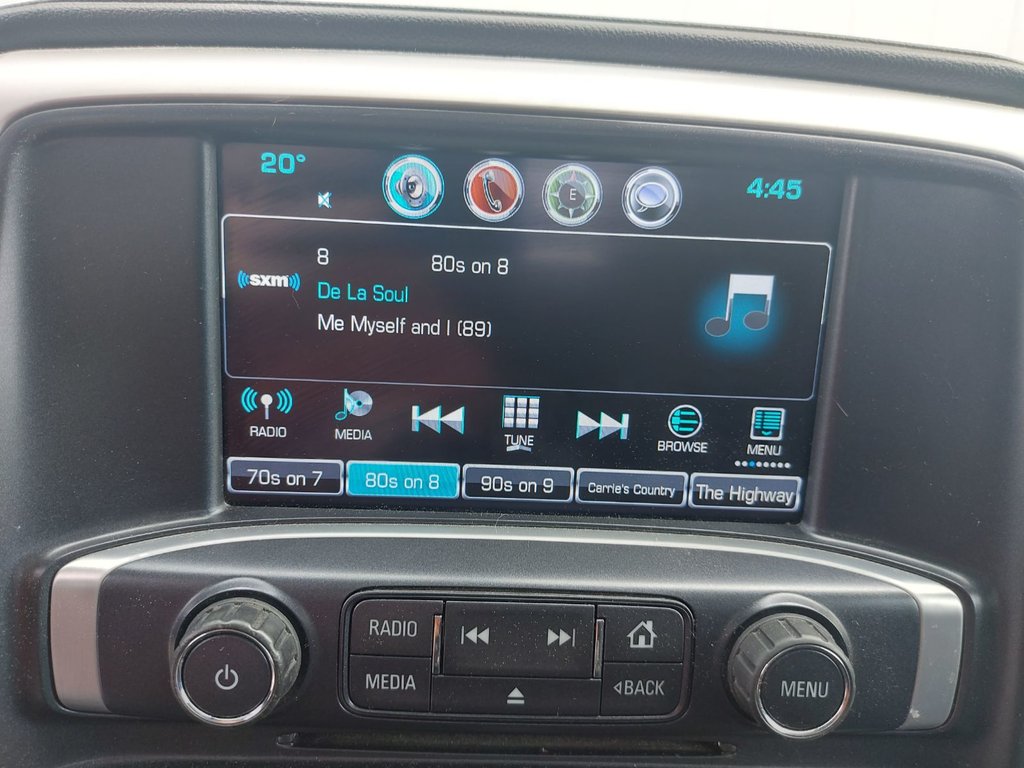 20°
E
4:45
8 80s on 8
sxm
De La Soul
Me Myself and I (89)
RADIO MEDIA TUNE BROWSE MENU
70s on 7 80s on 8 90s on 9 Carrie's Country The Highway
RADIO
MEDIA
BACK
MENU